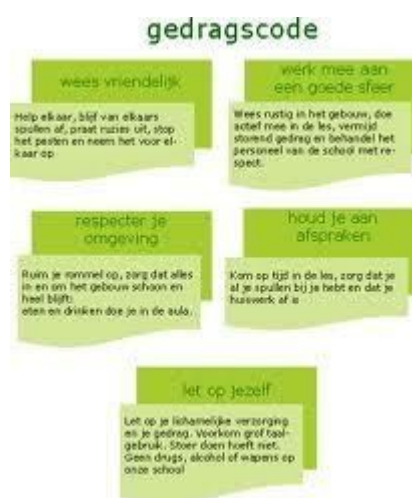 gedragscode
wees vriendelijk
Help elkaar, blijf van elkaars
spullen af, praat ruzies uit, stop
het pesten en neem het voor el-
kaar op
werk mee aan
een goede sfeer
Wees rustig in het gebouw, doe
actief mee in de les, vermijd
storend gedrag en behandel het
personeel van de school met re-
spect.
respecter je
omgeving
Ruim je rommel op, zorg dat alles
in en om het gebouw schoon en
heel blijft:
eten en drinken doe je in de aula.
houd je aan
afspraken
Kom op tijd in de les, zorg dat je
al je spullen bij je hebt en dat je
huiswerk af is
let op jezelf
Let op je lichamelijke verzorging
en je gedrag. Voorkom grof taal-
gebruik. Stoer doen hoeft niet.
Geen drugs, alcohol of wapens op
onze school